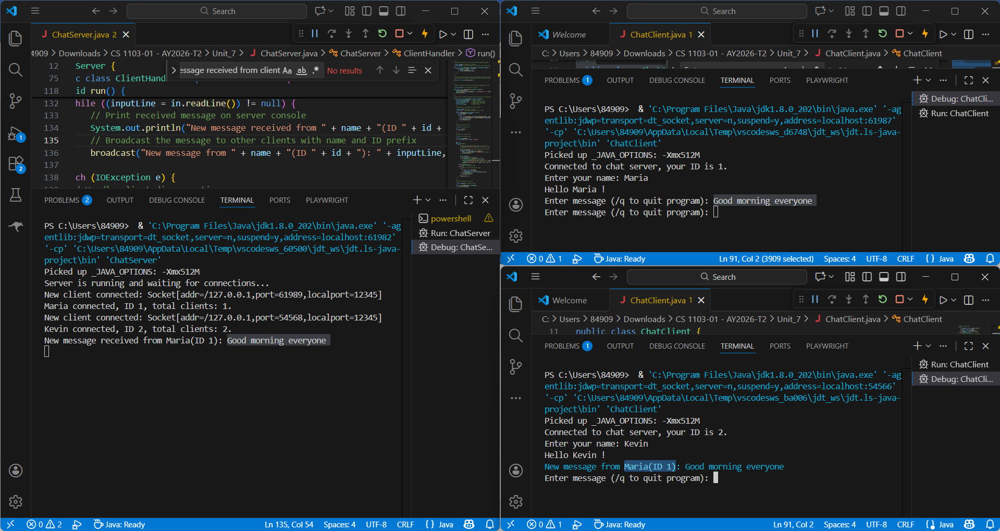 Search
ChatServer.java 2
84909 > Downloads > CS 1103-01 - AY2026-T2 > Unit_7 > J ChatServer.java > ChatServer > ClientHandler > run()
essage received from client Aa ab .* No results
12 Server {
75 c class ClientHandl
118 id run() {
132 hile ((inputLine = in.readLine()) != null) {
133 // Print received message on server console
134 System.out.println("New message received from " + name + "(ID " + id +
135 // Broadcast the message to other clients with name and ID prefix
136 broadcast("New message from " + name + "(ID " + id + "): " + inputLine,
137
138 ch (IOException e) {
PROBLEMS 2 OUTPUT DEBUG CONSOLE TERMINAL PORTS PLAYWRIGHT
powershell
Run: ChatServer
Debug: ChatSe...
PS C:\Users\84909> & 'C:\Program Files\Java\jdk1.8.0_202\bin\java.exe' '-ag
entlib:jdwp=transport=dt_socket,server=n,suspend=y,address=localhost:61982'
'-cp' 'C:\Users\84909\AppData\Local\Temp\vscodesws_60500\jdt_ws\jdt.ls-java-
project\bin' 'ChatServer'
Picked up _JAVA_OPTIONS: -Xmx512M
Server is running and waiting for connections...
New client connected: Socket[addr=/127.0.0.1,port=61989,localport=12345]
Maria connected, ID 1, total clients: 1.
New client connected: Socket[addr=/127.0.0.1,port=54568,localport=12345]
Kevin connected, ID 2, total clients: 2.
New message received from Maria(ID 1): Good morning everyone
1
2
0 2 Java: Ready Ln 135, Col 54 Spaces: 4 UTF-8 CRLF {} Java
Search
Welcome J ChatClient.java 1
C: > Users > 84909 > Downloads > CS 1103-01 - AY2026-T2 > Unit_7 > J ChatClient.java > ChatClient
PROBLEMS 1 OUTPUT DEBUG CONSOLE TERMINAL PORTS PLAYWRIGHT
Debug: ChatCli...
Run: ChatClient
PS C:\Users\84909> & 'C:\Program Files\Java\jdk1.8.0_202\bin\java.exe' '-ag
entlib:jdwp=transport=dt_socket,server=n,suspend=y,address=localhost:61987'
'-cp' 'C:\Users\84909\AppData\Local\Temp\vscodesws_d6748\jdt_ws\jdt.ls-java-
project\bin' 'ChatClient'
Picked up _JAVA_OPTIONS: -Xmx512M
Connected to chat server, your ID is 1.
Enter your name: Maria
Hello Maria !
Enter message (/q to quit program): Good morning everyone
Enter message (/q to quit program):
0 1 Java: Ready Ln 91, Col 2 (3909 selected) Spaces: 4 UTF-8 CRLF {} Java
Search
Welcome J ChatClient.java 1
C: > Users > 84909 > Downloads > CS 1103-01 - AY2026-T2 > Unit_7 > J ChatClient.java > ChatClient
11 public class ChatClient {
PROBLEMS 1 OUTPUT DEBUG CONSOLE TERMINAL PORTS PLAYWRIGHT
Run: ChatClient
Debug: ChatCli...
PS C:\Users\84909> & 'C:\Program Files\Java\jdk1.8.0_202\bin\java.exe' '-ag
entlib:jdwp=transport=dt_socket,server=n,suspend=y,address=localhost:54566'
'-cp' 'C:\Users\84909\AppData\Local\Temp\vscodesws_ba006\jdt_ws\jdt.ls-java-
project\bin' 'ChatClient'
Picked up _JAVA_OPTIONS: -Xmx512M
Connected to chat server, your ID is 2.
Enter your name: Kevin
Hello Kevin !
New message from Maria(ID 1): Good morning everyone
Enter message (/q to quit program):
0 1 Java: Ready Ln 91, Col 2 Spaces: 4 UTF-8 CRLF {} Java